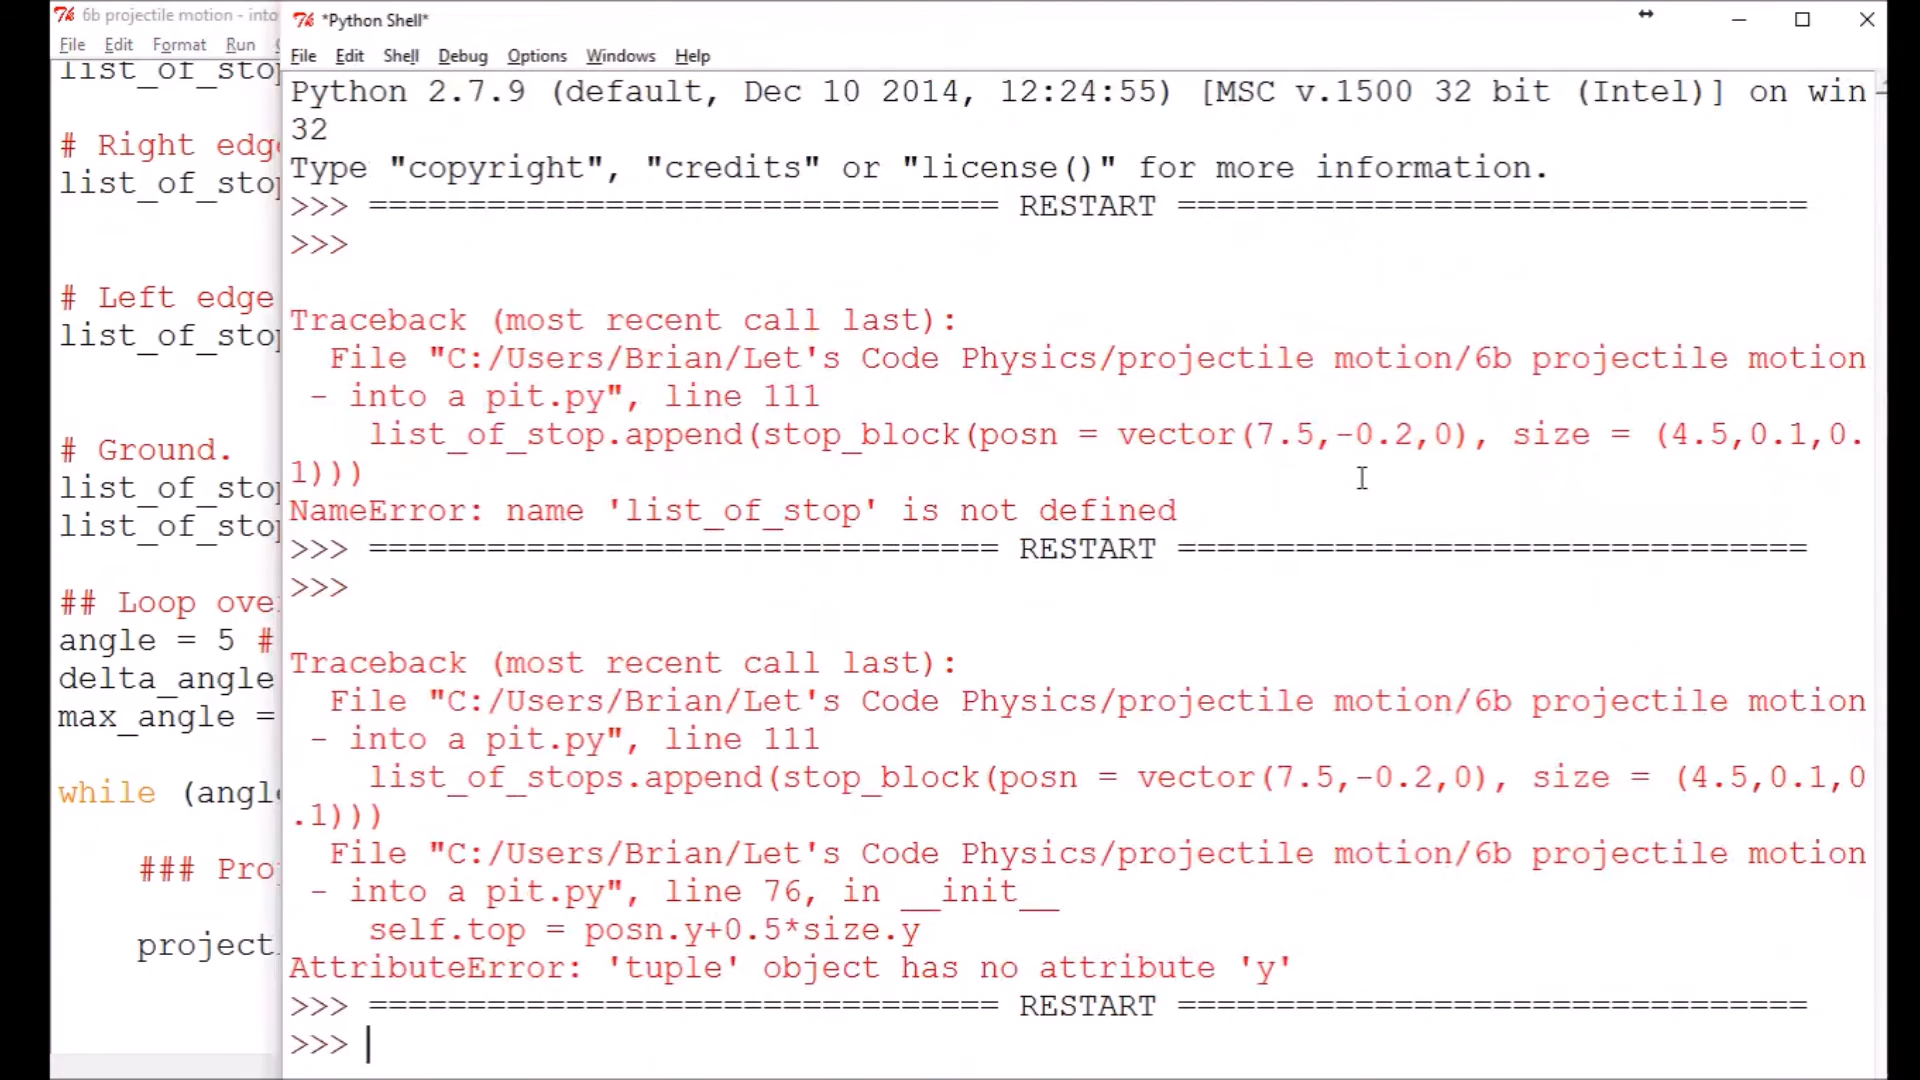 6b projectile motion - into
File Edit Format Run
list_of_stop
# Right edge
list_of_stop
# Left edge
list_of_stop
# Ground.
list_of_stop
list_of_stop
## Loop over
angle = 5 #
delta_angle
max_angle =
while (angle
### Pro
project
*Python Shell*
File Edit Shell Debug Options Windows Help
Python 2.7.9 (default, Dec 10 2014, 12:24:55) [MSC v.1500 32 bit (Intel)] on win
32
Type "copyright", "credits" or "license()" for more information.
>>> ================================ RESTART ================================
>>>
Traceback (most recent call last):
File "C:/Users/Brian/Let's Code Physics/projectile motion/6b projectile motion
- into a pit.py", line 111
list_of_stop.append(stop_block(posn = vector(7.5,-0.2,0), size = (4.5,0.1,0.
1)))
NameError: name 'list_of_stop' is not defined
>>> ================================ RESTART ================================
>>>
Traceback (most recent call last):
File "C:/Users/Brian/Let's Code Physics/projectile motion/6b projectile motion
- into a pit.py", line 111
list_of_stops.append(stop_block(posn = vector(7.5,-0.2,0), size = (4.5,0.1,0
.1)))
File "C:/Users/Brian/Let's Code Physics/projectile motion/6b projectile motion
- into a pit.py", line 76, in __init__
self.top = posn.y+0.5*size.y
AttributeError: 'tuple' object has no attribute 'y'
>>> ================================ RESTART ================================
>>>